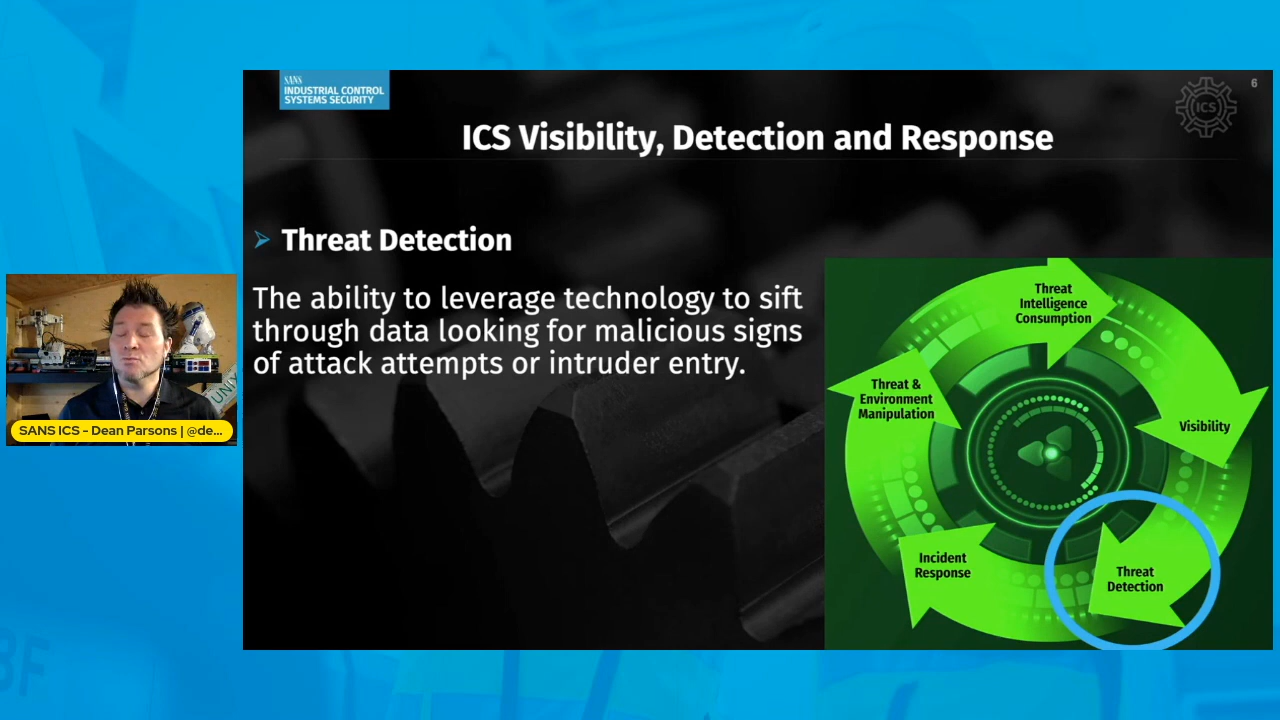 SANS
INDUSTRIAL CONTROL
SYSTEMS SECURITY
ICS
6
ICS Visibility, Detection and Response
Threat Detection
The ability to leverage technology to sift
through data looking for malicious signs
of attack attempts or intruder entry.
Threat
Intelligence
Consumption
Threat &
Environment
Manipulation
Visibility
Incident
Response
Threat
Detection
UNIX
SANS ICS - Dean Parsons | @de...
8F